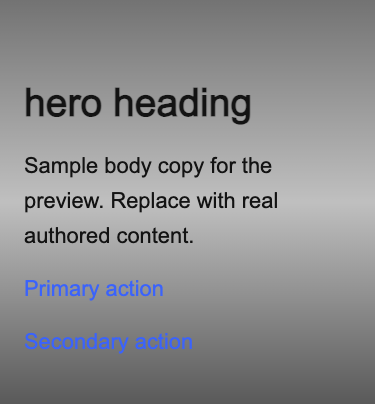 hero heading
Sample body copy for the
preview. Replace with real
authored content.
Primary action
Secondary action